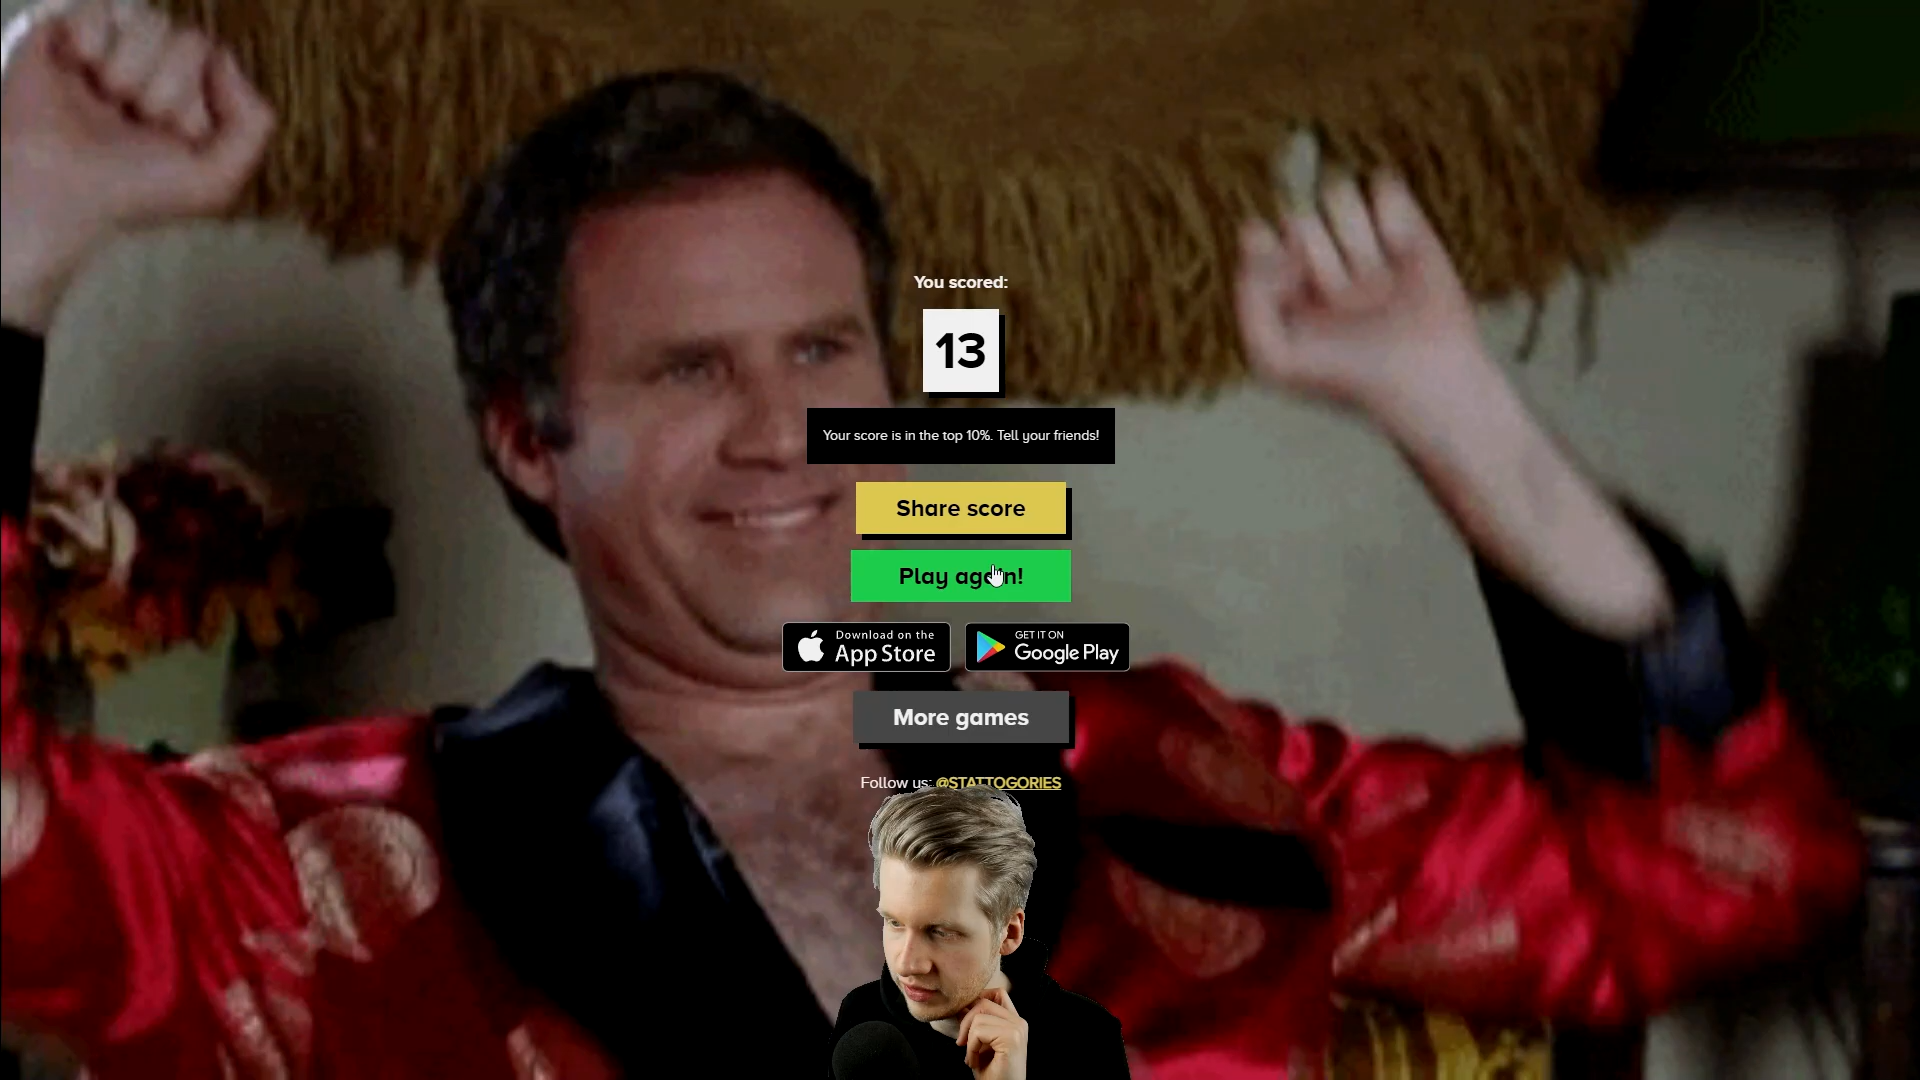 You scored:
13
Your score is in the top 10%. Tell your friends!
Share score
Play again!
Download on the
App Store
GET IT ON
Google Play
More games
Follow us: @STATTOGORIES